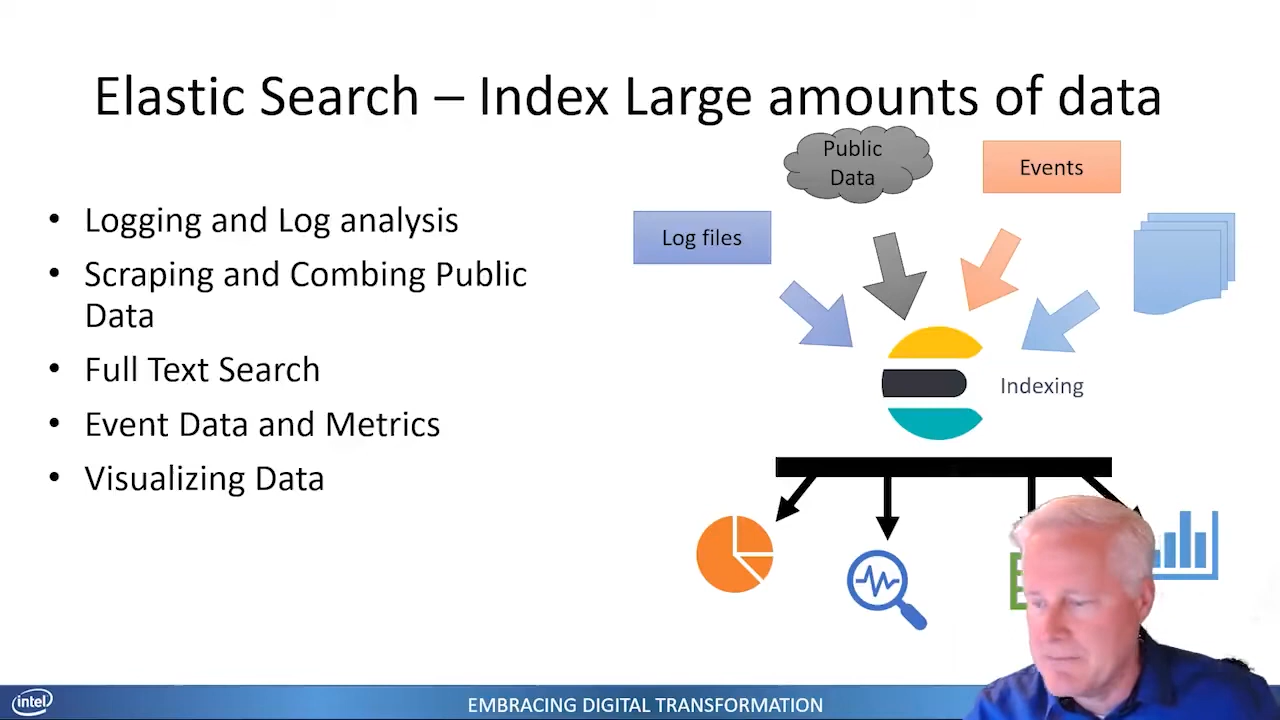 Elastic Search – Index Large amounts of data
• Logging and Log analysis
• Scraping and Combing Public
Data
• Full Text Search
• Event Data and Metrics
• Visualizing Data
Public
Data
Events
Log files
Indexing
intel
EMBRACING DIGITAL TRANSFORMATION